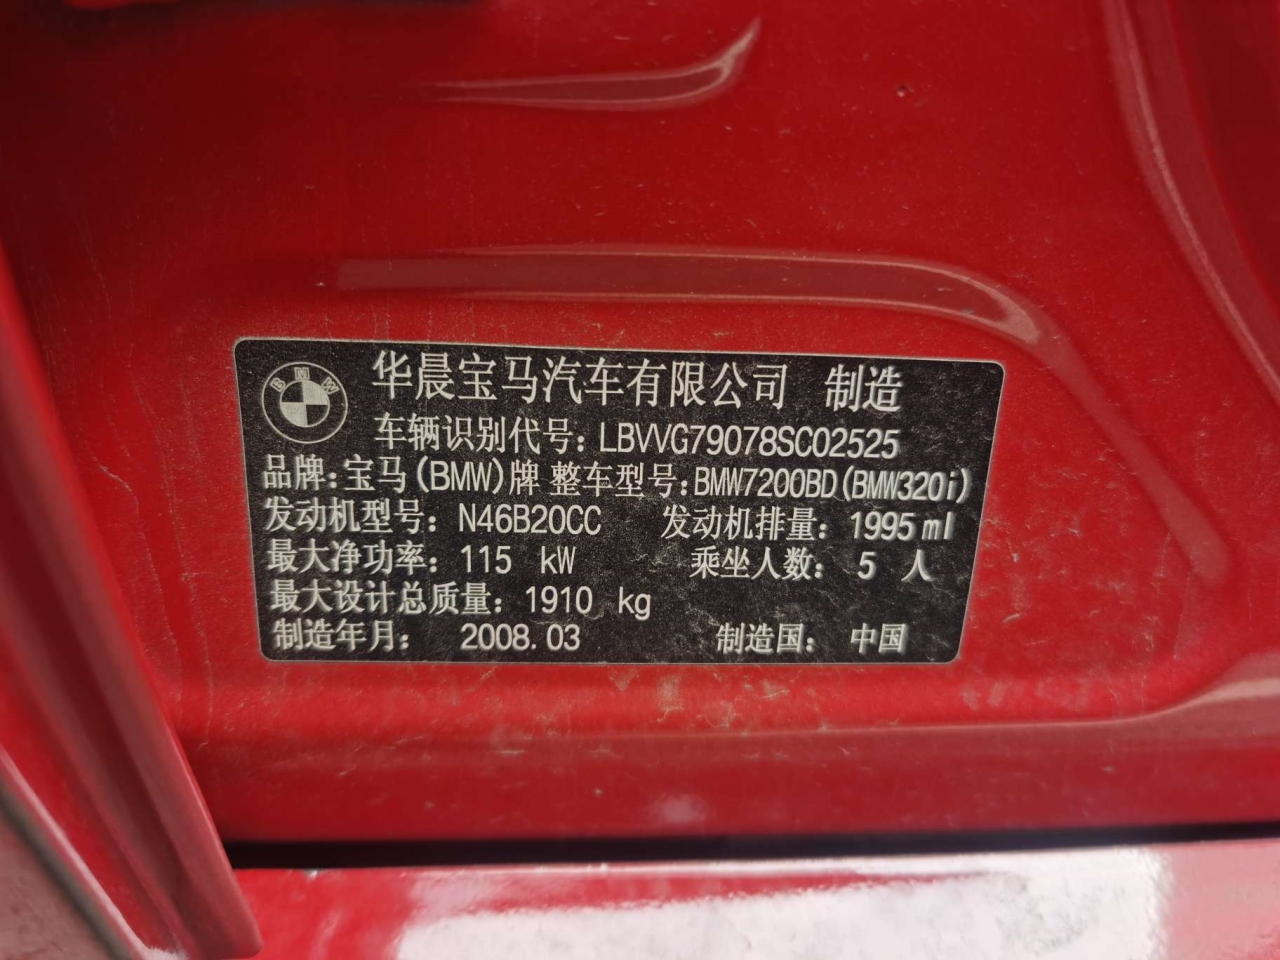 BMW
华晨宝马汽车有限公司 制造
车辆识别代号: LBVVG79078SC02525
品牌: 宝马(BMW)牌 整车型号: BMW7200BD(BMW320i)
发动机型号: N46B20CC 发动机排量: 1995ml
最大净功率: 115 kW 乘坐人数: 5 人
最大设计总质量: 1910 kg
制造年月: 2008.03 制造国: 中国